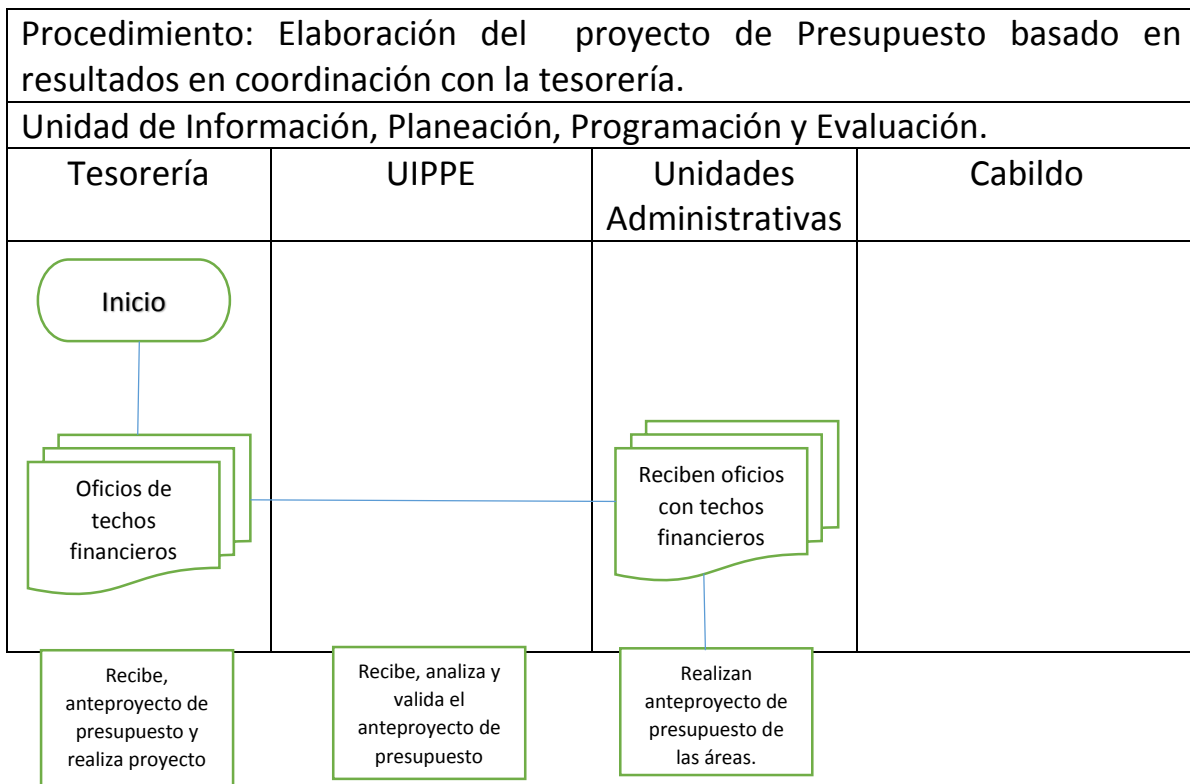 Procedimiento: Elaboración del proyecto de Presupuesto basado en
resultados en coordinación con la tesorería.
Unidad de Información, Planeación, Programación y Evaluación.
Tesorería
UIPPE
Unidades
Administrativas
Cabildo
Inicio
Oficios de
techos
financieros
Reciben oficios
con techos
financieros
Recibe,
anteproyecto de
presupuesto y
realiza proyecto
Recibe, analiza y
valida el
anteproyecto de
presupuesto
Realizan
anteproyecto de
presupuesto de
las áreas.